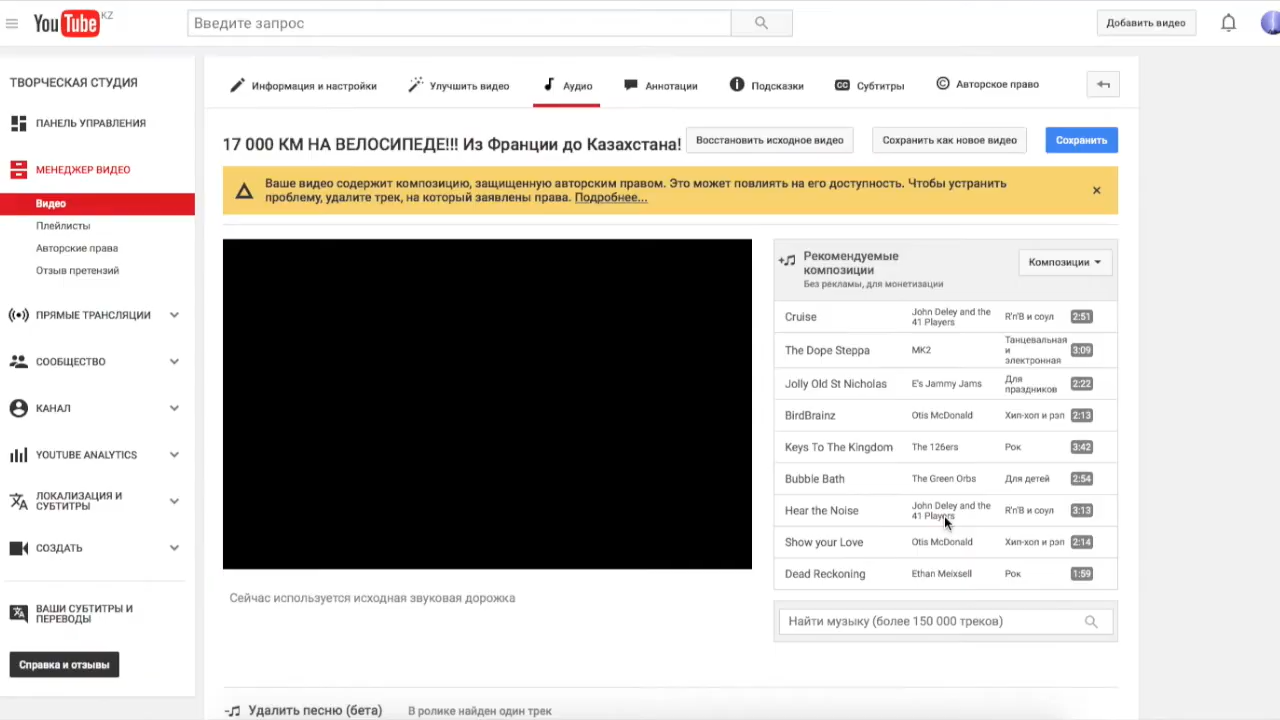 YouTube KZ
Введите запрос
Добавить видео
ТВОРЧЕСКАЯ СТУДИЯ
ПАНЕЛЬ УПРАВЛЕНИЯ
МЕНЕДЖЕР ВИДЕО
Видео
Плейлисты
Авторские права
Отзыв претензий
ПРЯМЫЕ ТРАНСЛЯЦИИ
СООБЩЕСТВО
КАНАЛ
YOUTUBE ANALYTICS
ЛОКАЛИЗАЦИЯ И
СУБТИТРЫ
СОЗДАТЬ
ВАШИ СУБТИТРЫ И
ПЕРЕВОДЫ
Справка и отзывы
Информация и настройки
Улучшить видео
Аудио
Аннотации
Подсказки
CC Субтитры
Авторское право
17 000 КМ НА ВЕЛОСИПЕДЕ!!! Из Франции до Казахстана!
Восстановить исходное видео
Сохранить как новое видео
Сохранить
Ваше видео содержит композицию, защищенную авторским правом. Это может повлиять на его доступность. Чтобы устранить
проблему, удалите трек, на который заявлены права. Подробнее...
Рекомендуемые
композиции
Без рекламы, для монетизации
Композиции
Cruise John Deley and the 41 Players R'n'B и соул 2:51
The Dope Steppa MK2 Танцевальная и электронная 3:09
Jolly Old St Nicholas E's Jammy Jams Для праздников 2:22
BirdBrainz Otis McDonald Хип-хоп и рэп 2:13
Keys To The Kingdom The 126ers Рок 3:42
Bubble Bath The Green Orbs Для детей 2:54
Hear the Noise John Deley and the 41 Players R'n'B и соул 3:13
Show your Love Otis McDonald Хип-хоп и рэп 2:14
Dead Reckoning Ethan Meixsell Рок 1:59
Сейчас используется исходная звуковая дорожка
Найти музыку (более 150 000 треков)
Удалить песню (бета) В ролике найден один трек